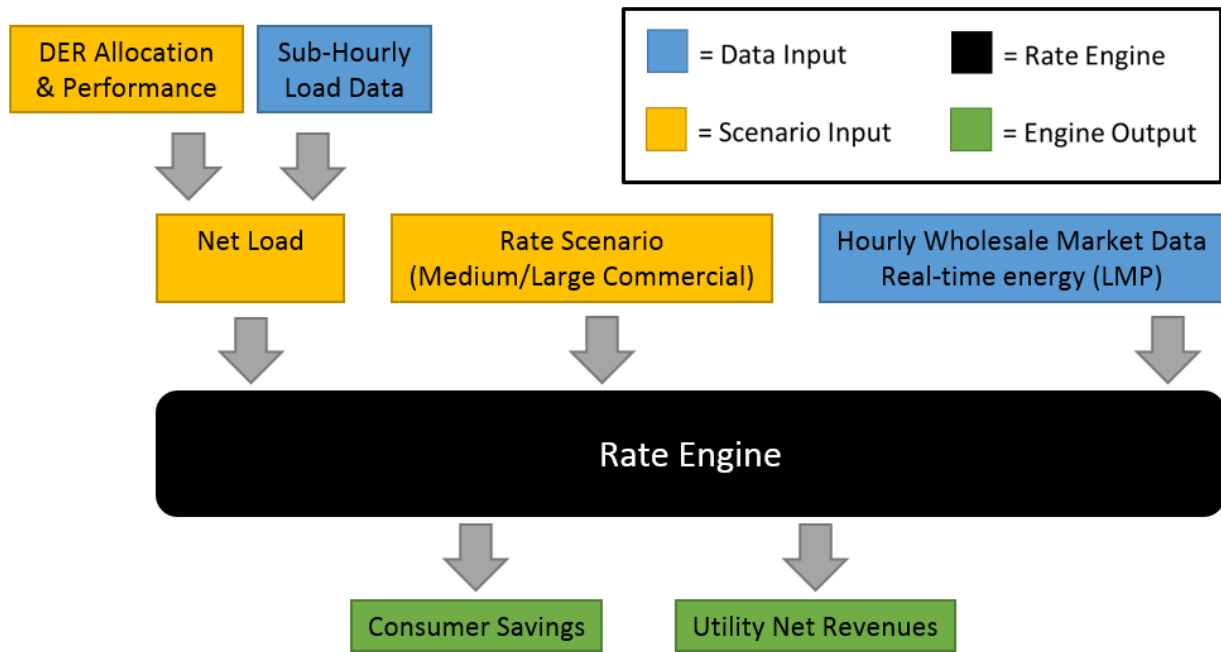 DER Allocation
& Performance
Sub-Hourly
Load Data
= Data Input
= Rate Engine
= Scenario Input
= Engine Output
Net Load
Rate Scenario
(Medium/Large Commercial)
Hourly Wholesale Market Data
Real-time energy (LMP)
Rate Engine
Consumer Savings
Utility Net Revenues